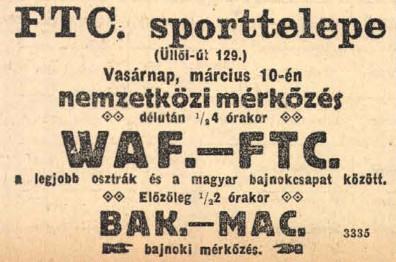 FTC. sporttelepe
(Üllői-út 129.)
Vasárnap, március 10-én
nemzetközi mérkőzés
délután 1/24 órakor
WAF.—FTC.
a legjobb osztrák és a magyar bajnokcsapat között.
Előzőleg 1/22 órakor
BAK.—MAC.
bajnoki mérkőzés. 3335